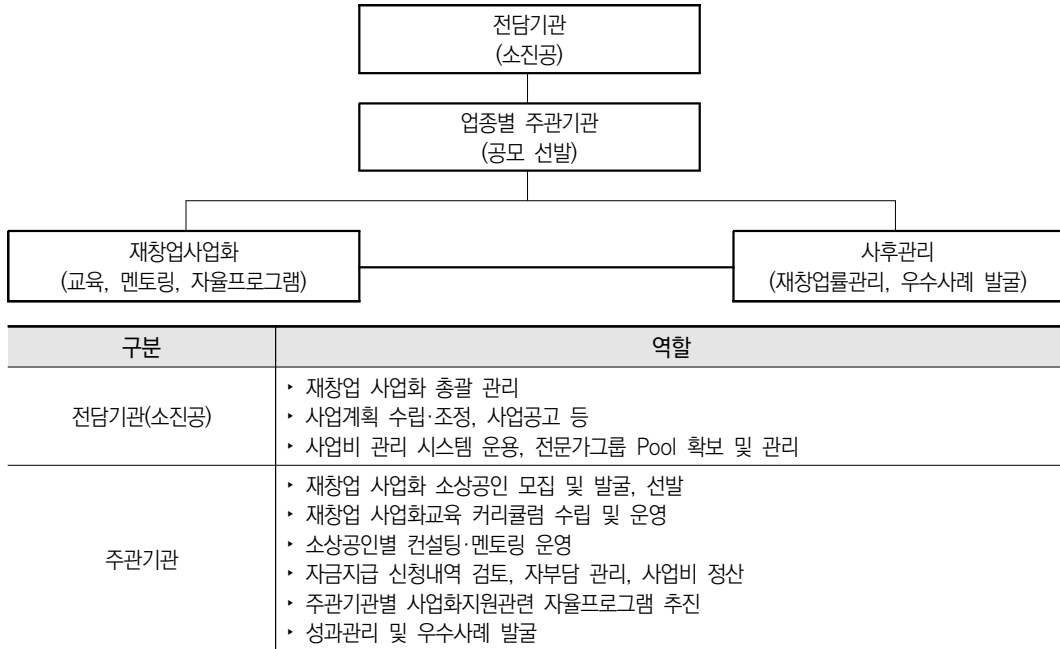 전담기관
(소진공)
업종별 주관기관
(공모 선발)
재창업사업화
(교육, 멘토링, 자율프로그램)
사후관리
(재창업률관리, 우수사례 발굴)
구분 역할
전담기관(소진공)
‣ 재창업 사업화 총괄 관리
‣ 사업계획 수립·조정, 사업공고 등
‣ 사업비 관리 시스템 운용, 전문가그룹 Pool 확보 및 관리
주관기관
‣ 재창업 사업화 소상공인 모집 및 발굴, 선발
‣ 재창업 사업화교육 커리큘럼 수립 및 운영
‣ 소상공인별 컨설팅·멘토링 운영
‣ 자금지급 신청내역 검토, 자부담 관리, 사업비 정산
‣ 주관기관별 사업화지원관련 자율프로그램 추진
‣ 성과관리 및 우수사례 발굴